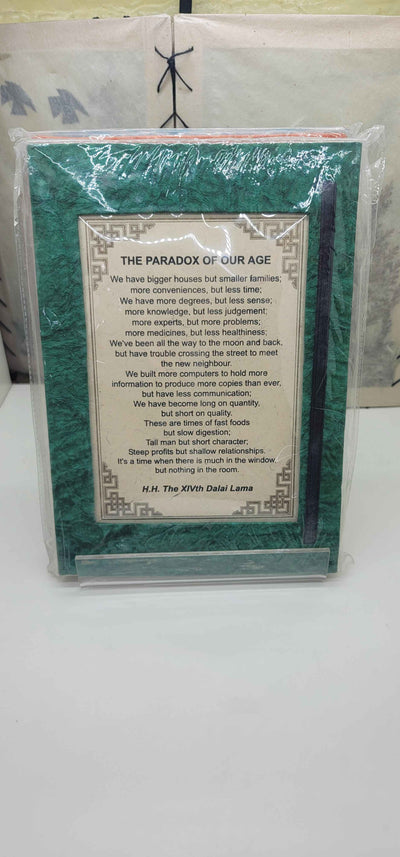 THE PARADOX OF OUR AGE
We have bigger houses but smaller families;
more conveniences, but less time;
We have more degrees, but less sense;
more knowledge, but less judgement;
more experts, but more problems;
more medicines, but less healthiness;
We've been all the way to the moon and back,
but have trouble crossing the street to meet
the new neighbour.
We built more computers to hold more
information to produce more copies than ever,
but have less communication;
We have become long on quantity,
but short on quality.
These are times of fast foods
but slow digestion;
Tall man but short character;
Steep profits but shallow relationships.
It's a time when there is much in the window,
but nothing in the room.
H.H. The XIVth Dalai Lama